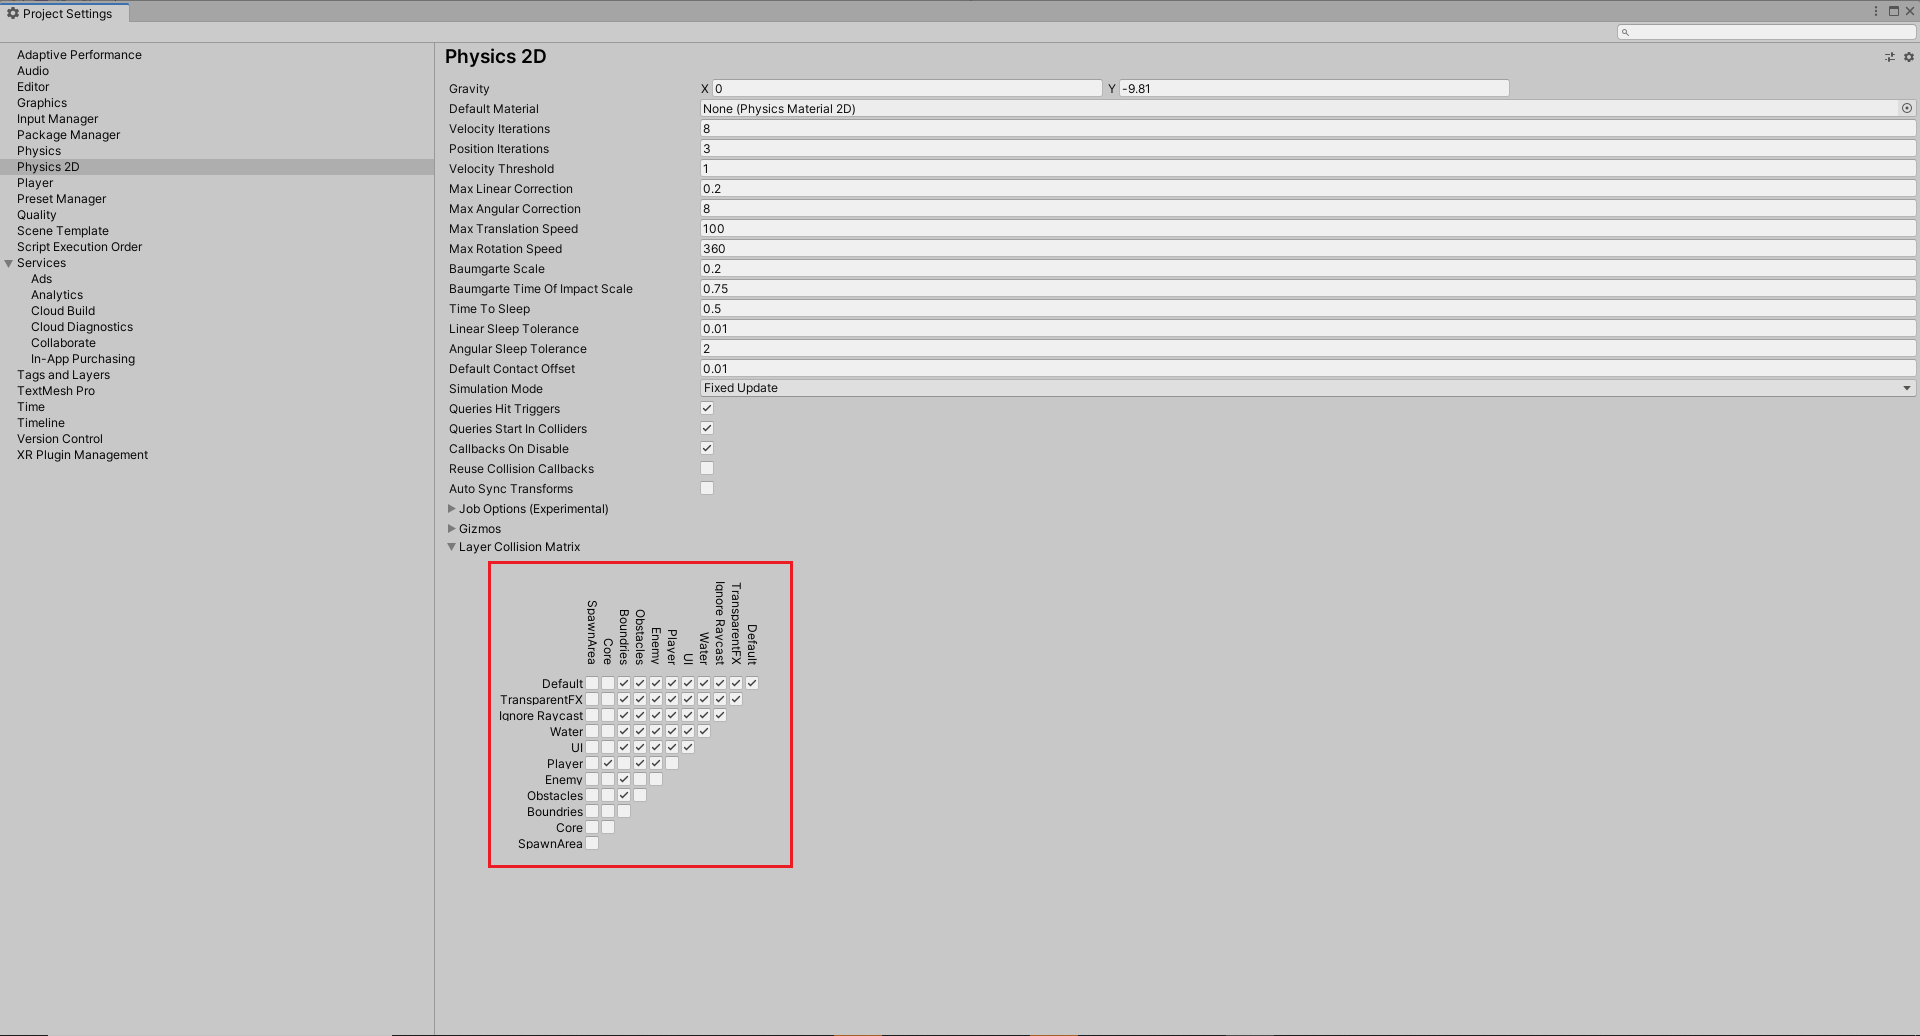 Project Settings
Adaptive Performance
Audio
Editor
Graphics
Input Manager
Package Manager
Physics
Physics 2D
Player
Preset Manager
Quality
Scene Template
Script Execution Order
Services
Ads
Analytics
Cloud Build
Cloud Diagnostics
Collaborate
In-App Purchasing
Tags and Layers
TextMesh Pro
Time
Timeline
Version Control
XR Plugin Management
Physics 2D
Gravity X 0 Y -9.81
Default Material None (Physics Material 2D)
Velocity Iterations 8
Position Iterations 3
Velocity Threshold 1
Max Linear Correction 0.2
Max Angular Correction 8
Max Translation Speed 100
Max Rotation Speed 360
Baumgarte Scale 0.2
Baumgarte Time Of Impact Scale 0.75
Time To Sleep 0.5
Linear Sleep Tolerance 0.01
Angular Sleep Tolerance 2
Default Contact Offset 0.01
Simulation Mode Fixed Update
Queries Hit Triggers
Queries Start In Colliders
Callbacks On Disable
Reuse Collision Callbacks
Auto Sync Transforms
Job Options (Experimental)
Gizmos
Layer Collision Matrix
SpawnArea
Core
Boundries
Obstacles
Enemy
Player
UI
Water
Ignore Raycast
TransparentFX
Default
Default
TransparentFX
Ignore Raycast
Water
UI
Player
Enemy
Obstacles
Boundries
Core
SpawnArea